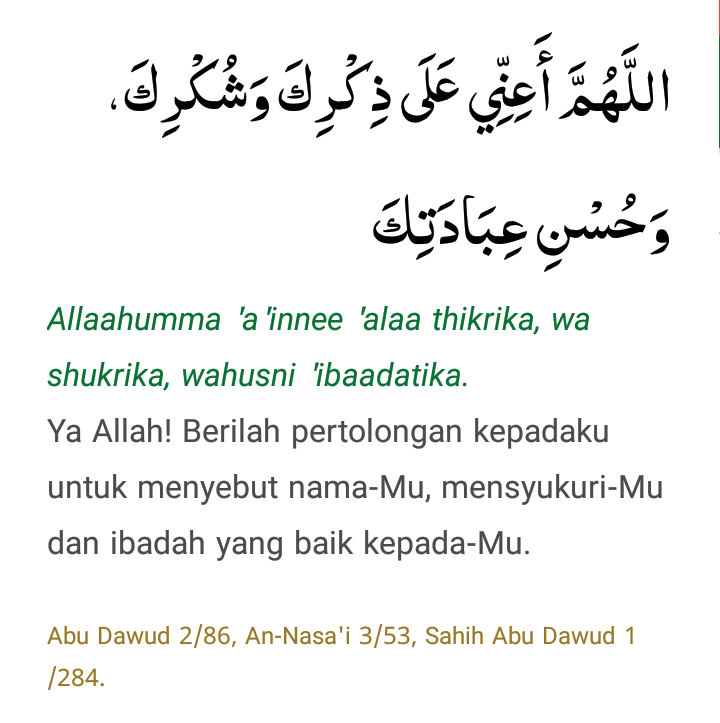 اللَّهُمَّ أَعِنِّي عَلَى ذِكْرِكَ وَشُكْرِكَ،
وَحُسْنِ عِبَادَتِكَ
Allaahumma 'a'innee 'alaa thikrika, wa
shukrika, wahusni 'ibaadatika.
Ya Allah! Berilah pertolongan kepadaku
untuk menyebut nama-Mu, mensyukuri-Mu
dan ibadah yang baik kepada-Mu.
Abu Dawud 2/86, An-Nasa'i 3/53, Sahih Abu Dawud 1
/284.